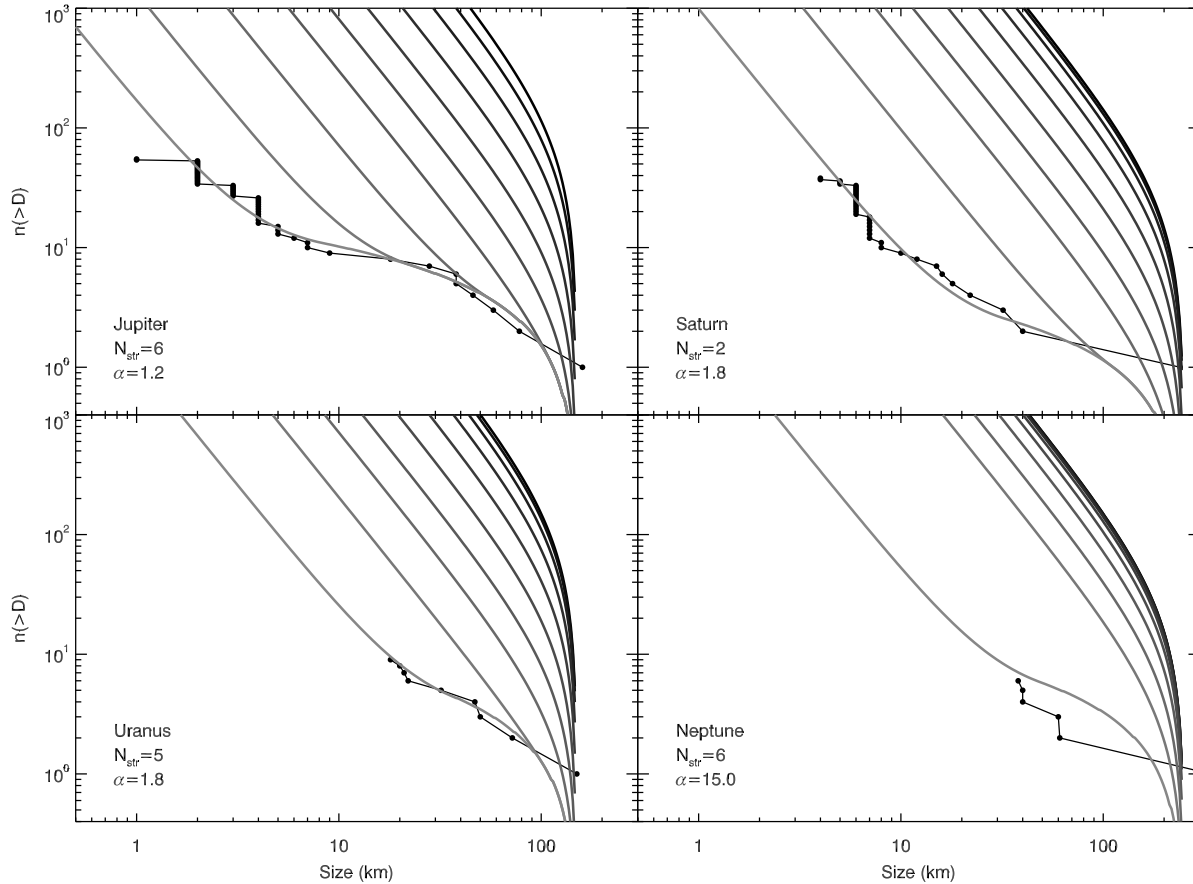 10³
10²
10¹
10⁰
n(>D)
Jupiter
N_str=6
α=1.2
Saturn
N_str=2
α=1.8
10³
10²
10¹
10⁰
n(>D)
Uranus
N_str=5
α=1.8
Neptune
N_str=6
α=15.0
1 10 100
1 10 100
Size (km)
Size (km)